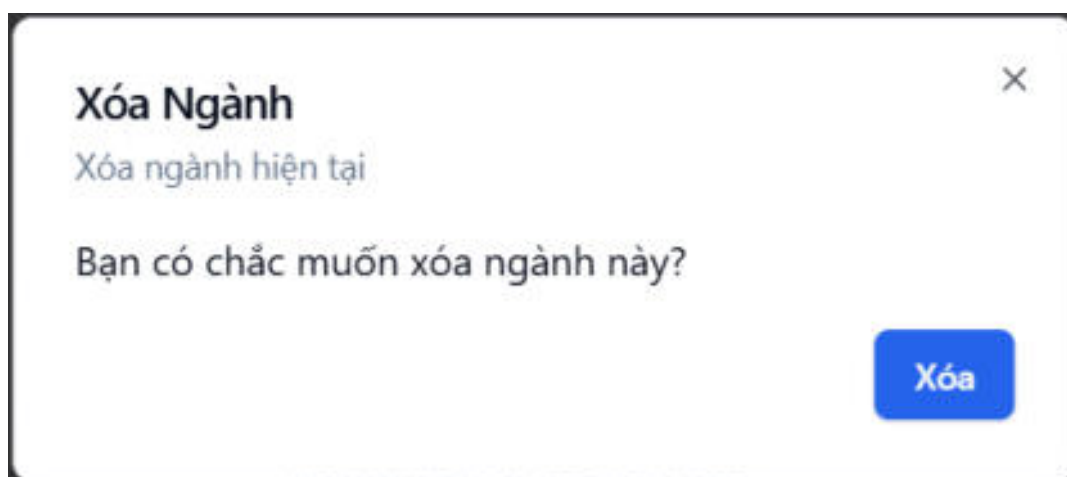 Xóa Ngành
Xóa ngành hiện tại
Bạn có chắc muốn xóa ngành này?
Xóa